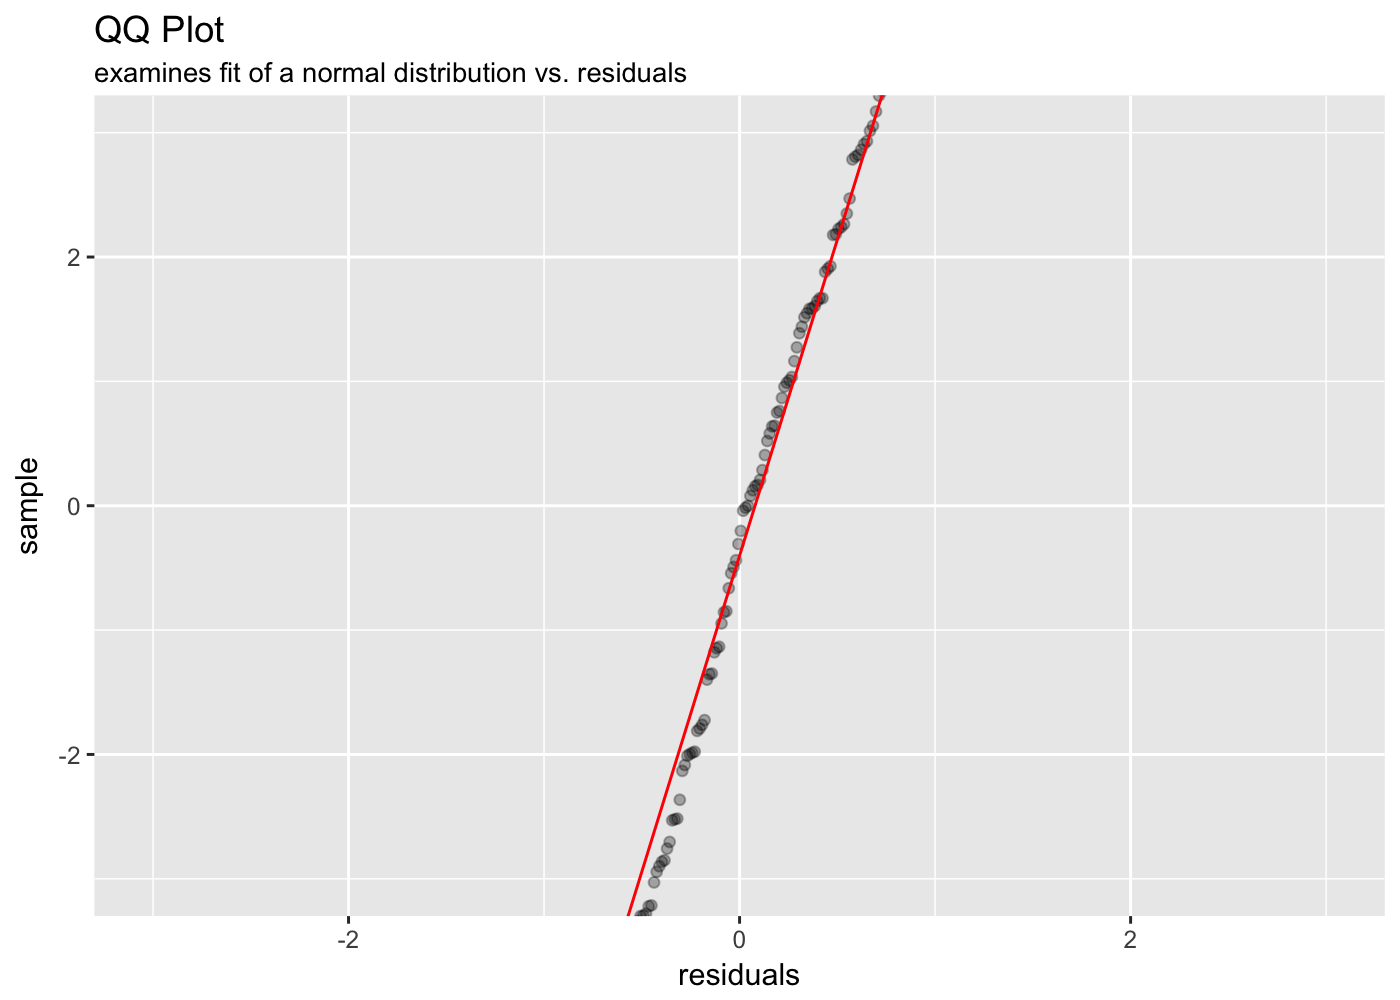 QQ Plot
examines fit of a normal distribution vs. residuals
2
0
-2
sample
-2
0
2
residuals